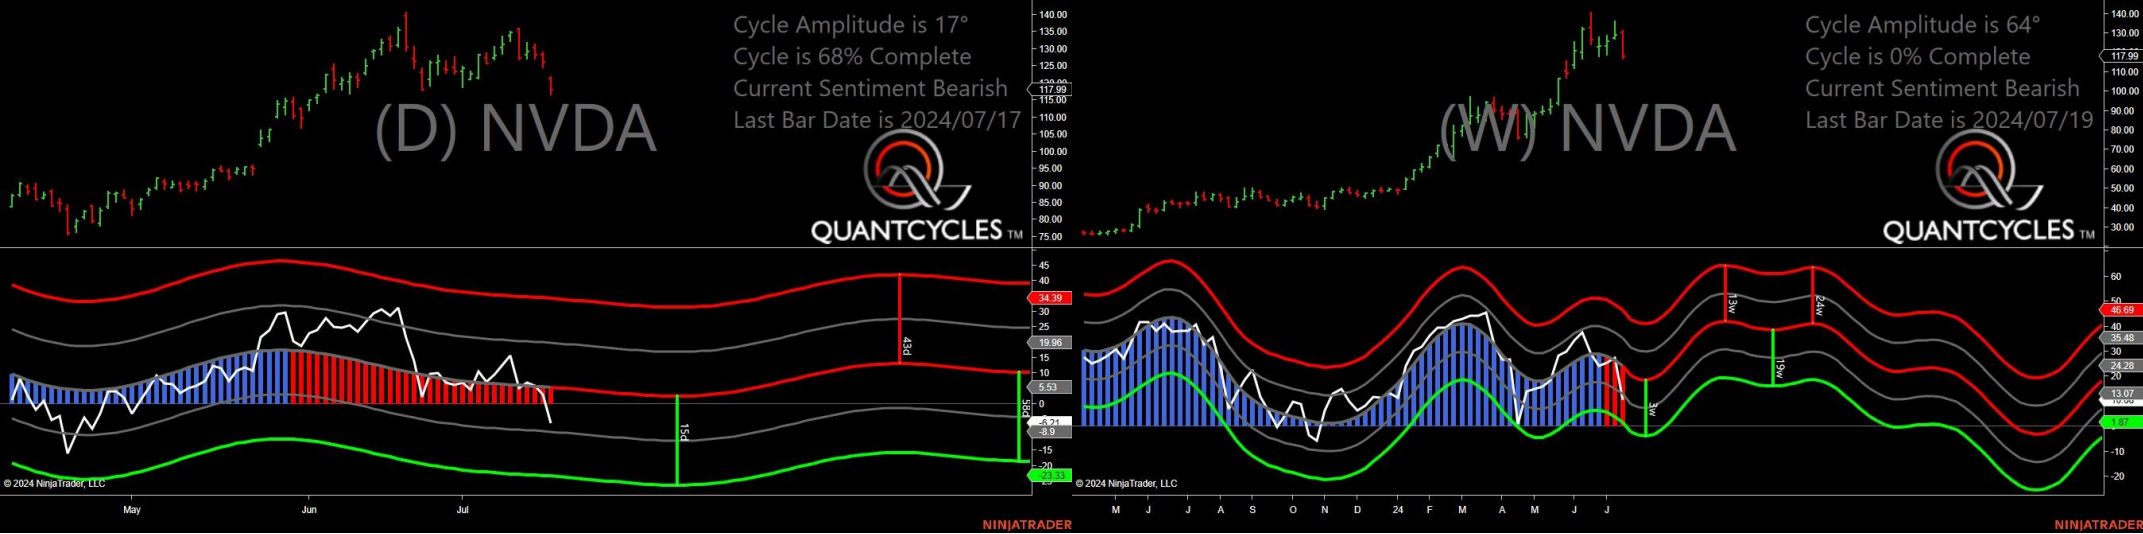 Cycle Amplitude is 17°
Cycle is 68% Complete
Current Sentiment Bearish
Last Bar Date is 2024/07/17
(D) NVDA
QUANTCYCLES TM
140.00
135.00
130.00
125.00
120.00
117.99
115.00
110.00
105.00
100.00
95.00
90.00
85.00
80.00
75.00
45
40
34.39
30
25
19.96
15
10
5.53
0
-6.21
-8.9
-15
-20
-23.33
43d
15d
58d
© 2024 NinjaTrader, LLC
May
Jun
Jul
NINJATRADER
Cycle Amplitude is 64°
Cycle is 0% Complete
Current Sentiment Bearish
Last Bar Date is 2024/07/19
(W) NVDA
QUANTCYCLES TM
140.00
130.00
117.99
110.00
100.00
90.00
80.00
70.00
60.00
50.00
40.00
30.00
60
50
46.69
40
35.48
30
24.28
20
13.07
1.87
-10
-20
13w
24w
19w
3w
© 2024 NinjaTrader, LLC
M J J A S O N D 24 F M A M J J
NINJATRADER